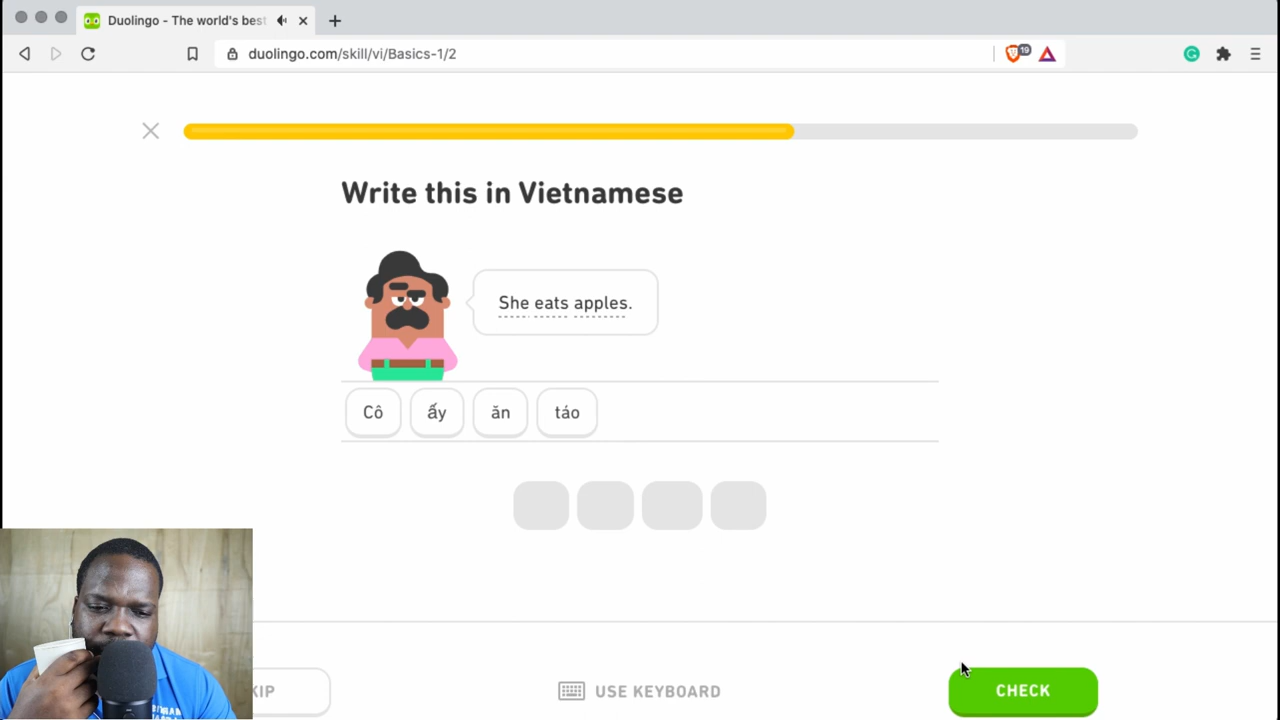 Duolingo - The world's best
duolingo.com/skill/vi/Basics-1/2
19
Write this in Vietnamese
She eats apples.
Cô ấy ăn táo
KIP
USE KEYBOARD
CHECK